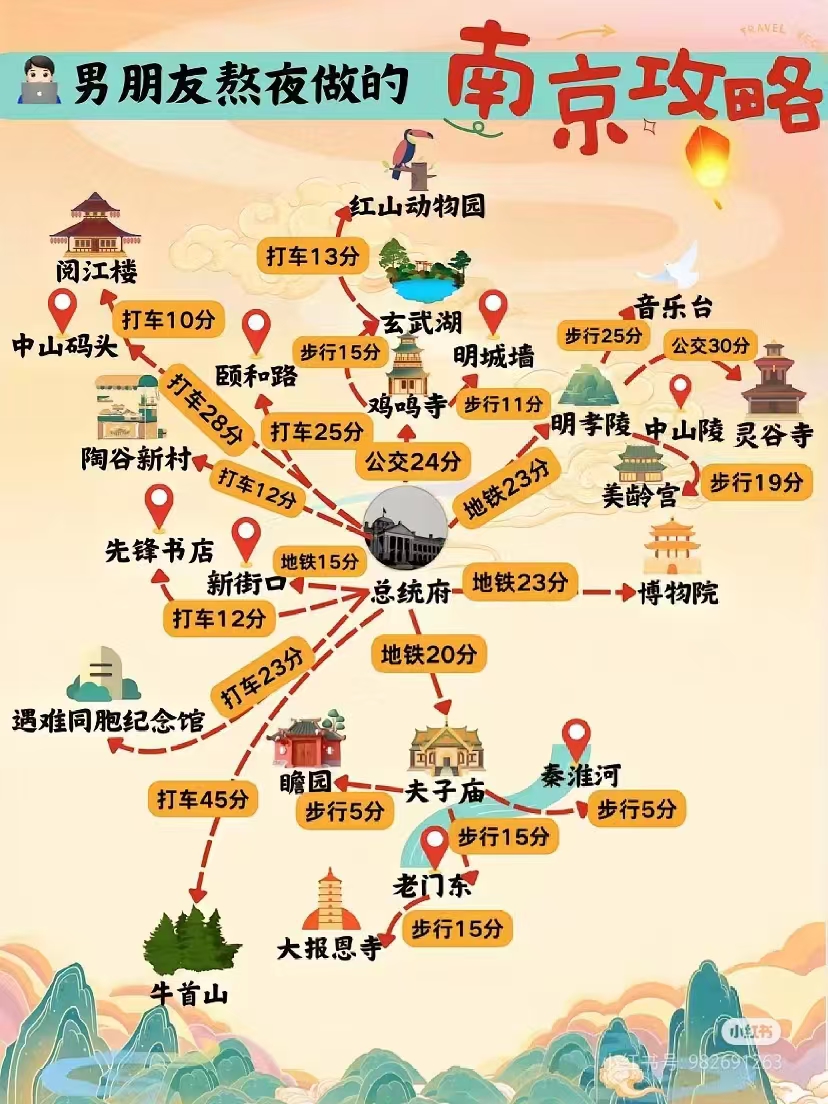 TRAVEL
男朋友熬夜做的
南京攻略
红山动物园
打车13分
阅江楼
玄武湖
音乐台
打车10分
中山码头
步行15分
明城墙
步行25分
公交30分
颐和路
鸡鸣寺
步行11分
打车28分
打车25分
明孝陵
中山陵
灵谷寺
陶谷新村
公交24分
打车12分
地铁23分
美龄宫
步行19分
先锋书店
新街口
地铁15分
总统府
地铁23分
博物院
打车12分
地铁20分
打车23分
遇难同胞纪念馆
瞻园
夫子庙
秦淮河
打车45分
步行5分
步行5分
步行15分
老门东
步行15分
大报恩寺
牛首山
小红书
小红书号: 982691263